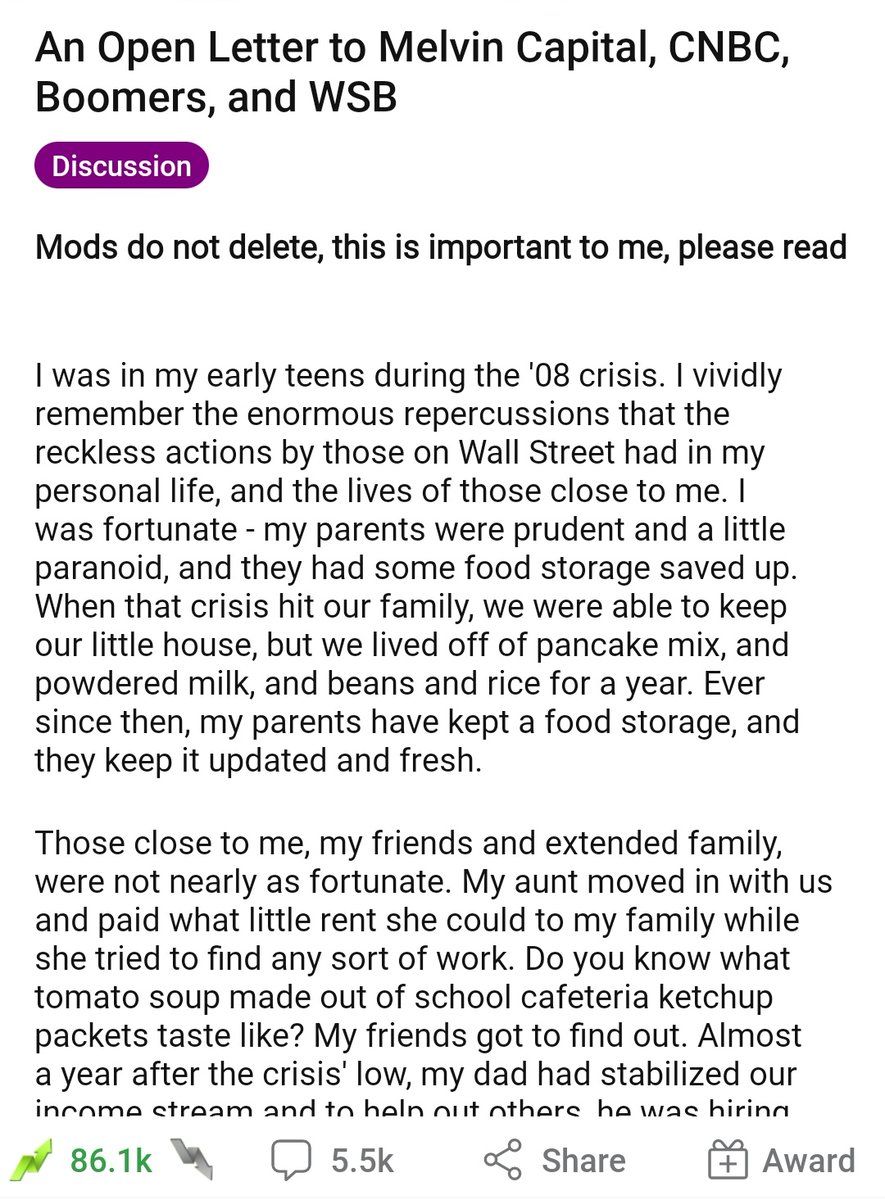 An Open Letter to Melvin Capital, CNBC,
Boomers, and WSB
Discussion
Mods do not delete, this is important to me, please read
I was in my early teens during the '08 crisis. I vividly
remember the enormous repercussions that the
reckless actions by those on Wall Street had in my
personal life, and the lives of those close to me. I
was fortunate - my parents were prudent and a little
paranoid, and they had some food storage saved up.
When that crisis hit our family, we were able to keep
our little house, but we lived off of pancake mix, and
powdered milk, and beans and rice for a year. Ever
since then, my parents have kept a food storage, and
they keep it updated and fresh.
Those close to me, my friends and extended family,
were not nearly as fortunate. My aunt moved in with us
and paid what little rent she could to my family while
she tried to find any sort of work. Do you know what
tomato soup made out of school cafeteria ketchup
packets taste like? My friends got to find out. Almost
a year after the crisis' low, my dad had stabilized our
income stream and to help out others, he was hiring
86.1k 5.5k Share Award